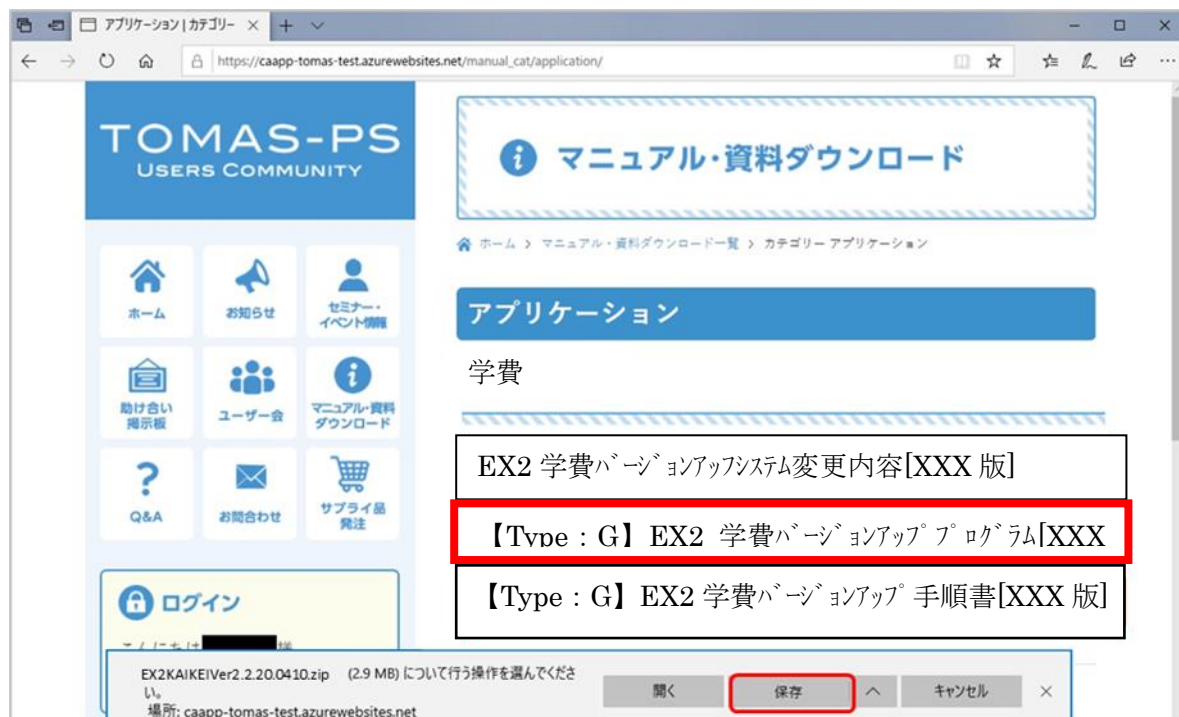 アプリケーション | カテゴリー
https://caapp-tomas-test.azurewebsites.net/manual_cat/application/
TOMAS-PS
USERS COMMUNITY
マニュアル・資料ダウンロード
ホーム > マニュアル・資料ダウンロード一覧 > カテゴリー アプリケーション
ホーム
お知らせ
セミナー・
イベント情報
助け合い
掲示板
ユーザー会
マニュアル・資料
ダウンロード
Q&A
お問合わせ
サプライ品
発注
アプリケーション
学費
EX2 学費ﾊﾞｰｼﾞｮﾝｱｯﾌﾟｼｽﾃﾑ変更内容[XXX 版]
【Type：G】EX2 学費ﾊﾞｰｼﾞｮﾝｱｯﾌﾟﾌﾟﾛｸﾞﾗﾑ[XXX
【Type：G】EX2 学費ﾊﾞｰｼﾞｮﾝｱｯﾌﾟ手順書[XXX 版]
ログイン
こんにちは 様
EX2KAIKEIVer2.2.20.0410.zip (2.9 MB) について行う操作を選んでくださ
い。
場所: caapp-tomas-test.azurewebsites.net
開く
保存
キャンセル